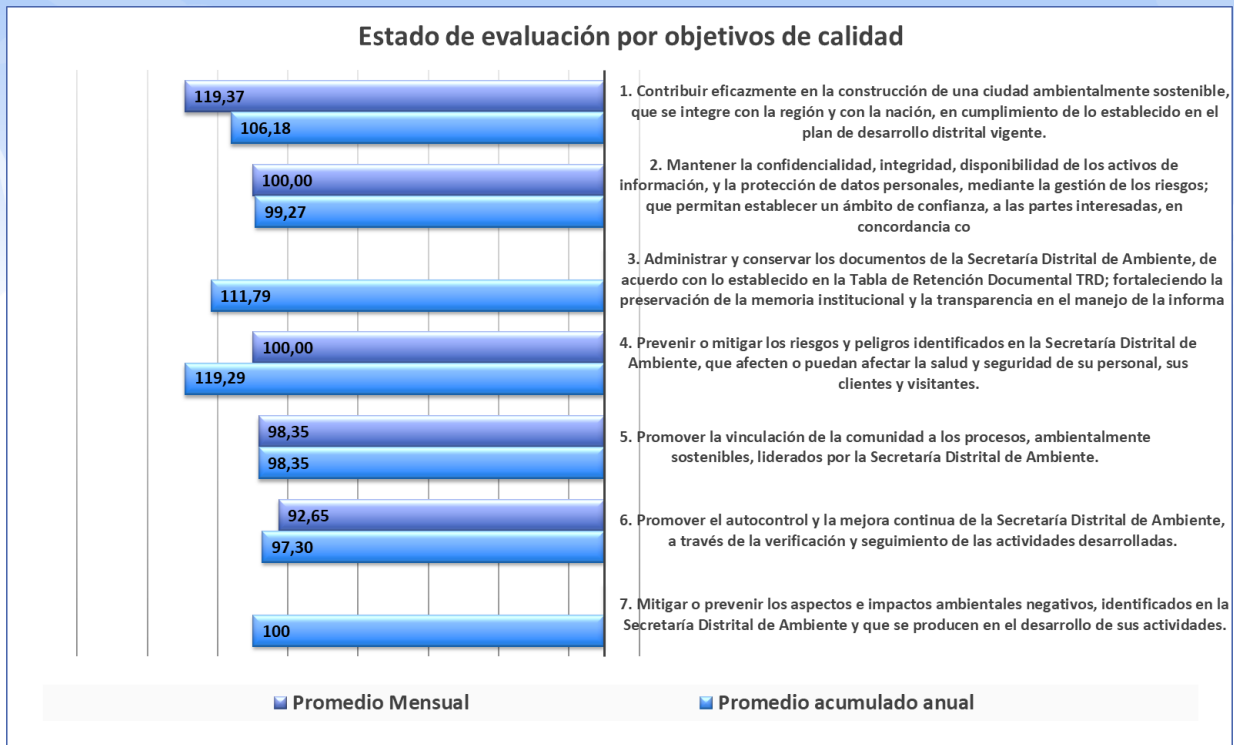 Estado de evaluación por objetivos de calidad
119,37
106,18
1. Contribuir eficazmente en la construcción de una ciudad ambientalmente sostenible,
que se integre con la región y con la nación, en cumplimiento de lo establecido en el
plan de desarrollo distrital vigente.
100,00
99,27
2. Mantener la confidencialidad, integridad, disponibilidad de los activos de
información, y la protección de datos personales, mediante la gestión de los riesgos;
que permitan establecer un ámbito de confianza, a las partes interesadas, en
concordancia co
111,79
3. Administrar y conservar los documentos de la Secretaría Distrital de Ambiente, de
acuerdo con lo establecido en la Tabla de Retención Documental TRD; fortaleciendo la
preservación de la memoria institucional y la transparencia en el manejo de la informa
100,00
119,29
4. Prevenir o mitigar los riesgos y peligros identificados en la Secretaría Distrital de
Ambiente, que afecten o puedan afectar la salud y seguridad de su personal, sus
clientes y visitantes.
98,35
98,35
5. Promover la vinculación de la comunidad a los procesos, ambientalmente
sostenibles, liderados por la Secretaría Distrital de Ambiente.
92,65
97,30
6. Promover el autocontrol y la mejora continua de la Secretaría Distrital de Ambiente,
a través de la verificación y seguimiento de las actividades desarrolladas.
100
7. Mitigar o prevenir los aspectos e impactos ambientales negativos, identificados en la
Secretaría Distrital de Ambiente y que se producen en el desarrollo de sus actividades.
Promedio Mensual
Promedio acumulado anual